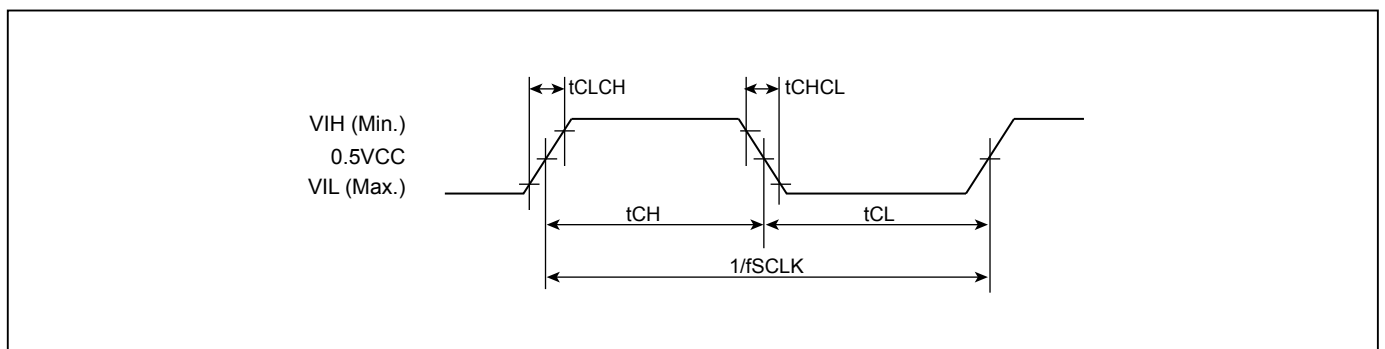 tCLCH
tCHCL
VIH (Min.)
0.5VCC
VIL (Max.)
tCH
tCL
1/fSCLK